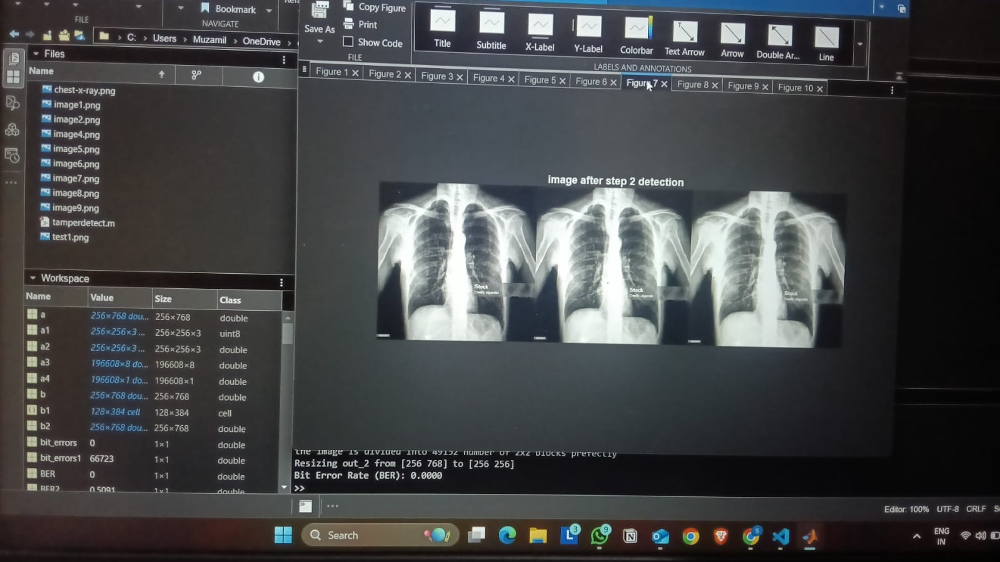 Bookmark
FILE
NAVIGATE
C: > Users > Muzamil > OneDrive >
Save As
Copy Figure
Print
Show Code
FILE
Title
Subtitle
X-Label
Y-Label
Colorbar
Text Arrow
Arrow
Double Ar...
Line
LABELS AND ANNOTATIONS
Figure 1
Figure 2
Figure 3
Figure 4
Figure 5
Figure 6
Figure 7
Figure 8
Figure 9
Figure 10
Files
Name
chest-x-ray.png
image1.png
image2.png
image4.png
image5.png
image6.png
image7.png
image8.png
image9.png
tamperdetect.m
test1.png
image after step 2 detection
iStock
Credit: algarabi
iStock
Credit: algarabi
iStock
Credit: algarabi
Workspace
Name Value Size Class
a 256×768 dou... 256×768 double
a1 256×256×3 ... 256×256×3 uint8
a2 256×256×3 ... 256×256×3 double
a3 196608×8 do... 196608×8 double
a4 196608×1 do... 196608×1 double
b 256×768 dou... 256×768 double
b1 128×384 cell 128×384 cell
b2 256×768 dou... 256×768 double
bit_errors 0 1×1 double
bit_errors1 66723 1×1 double
BER 0 1×1 double
BER2 0.5091 1×1 double
the image is divided into 49152 number of 2x2 blocks prefectly
Resizing out_2 from [256 768] to [256 256]
Bit Error Rate (BER): 0.0000
>>
Editor: 100% UTF-8 CRLF
Search
3
9
S
ENG
IN